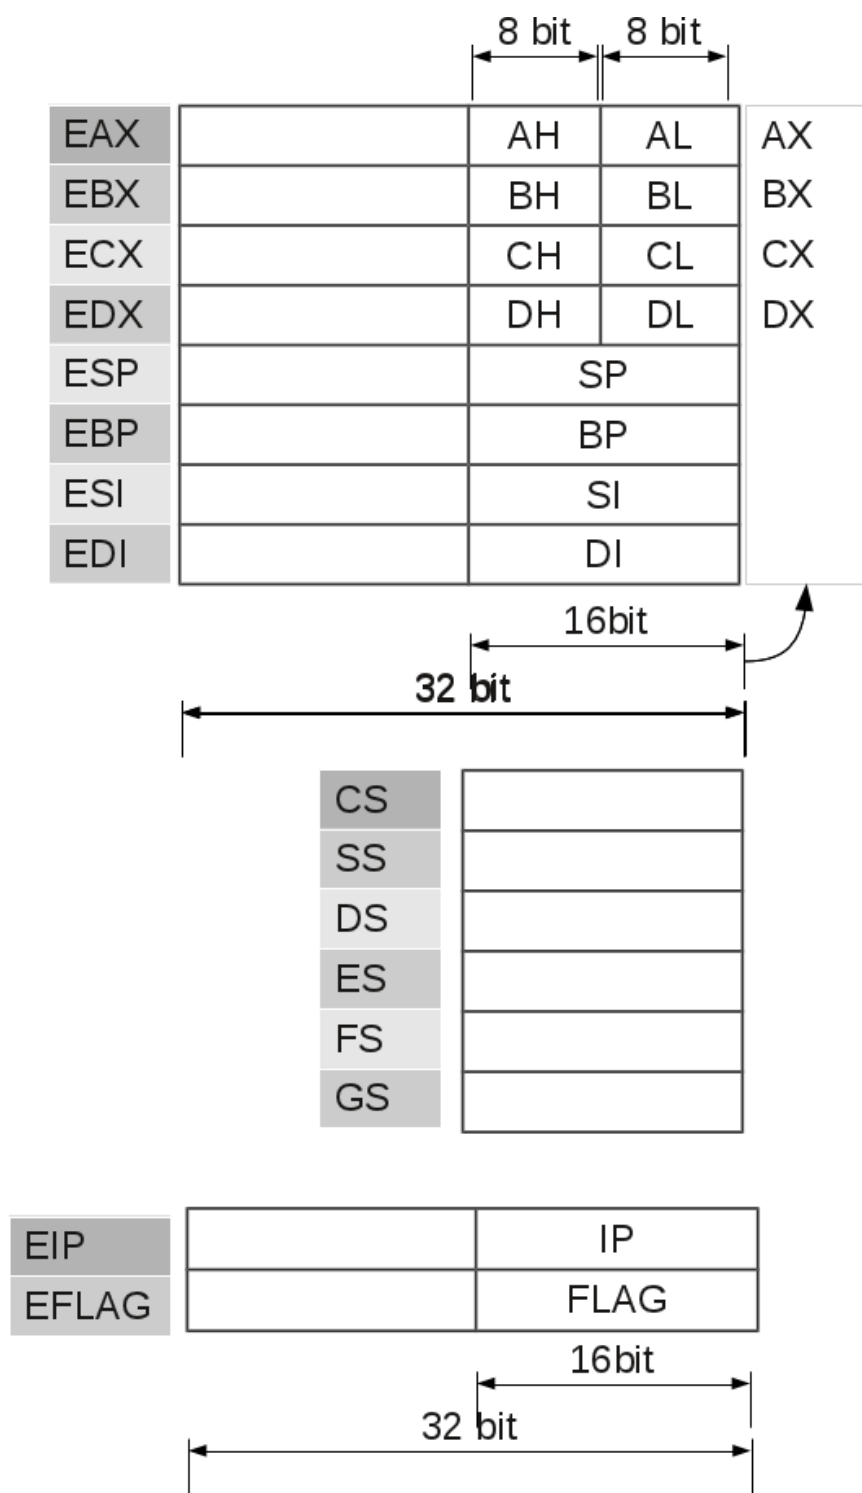 8 bit 8 bit
EAX AH AL AX
EBX BH BL BX
ECX CH CL CX
EDX DH DL DX
ESP SP
EBP BP
ESI SI
EDI DI
16bit
32 bit
CS
SS
DS
ES
FS
GS
EIP IP
EFLAG FLAG
16bit
32 bit